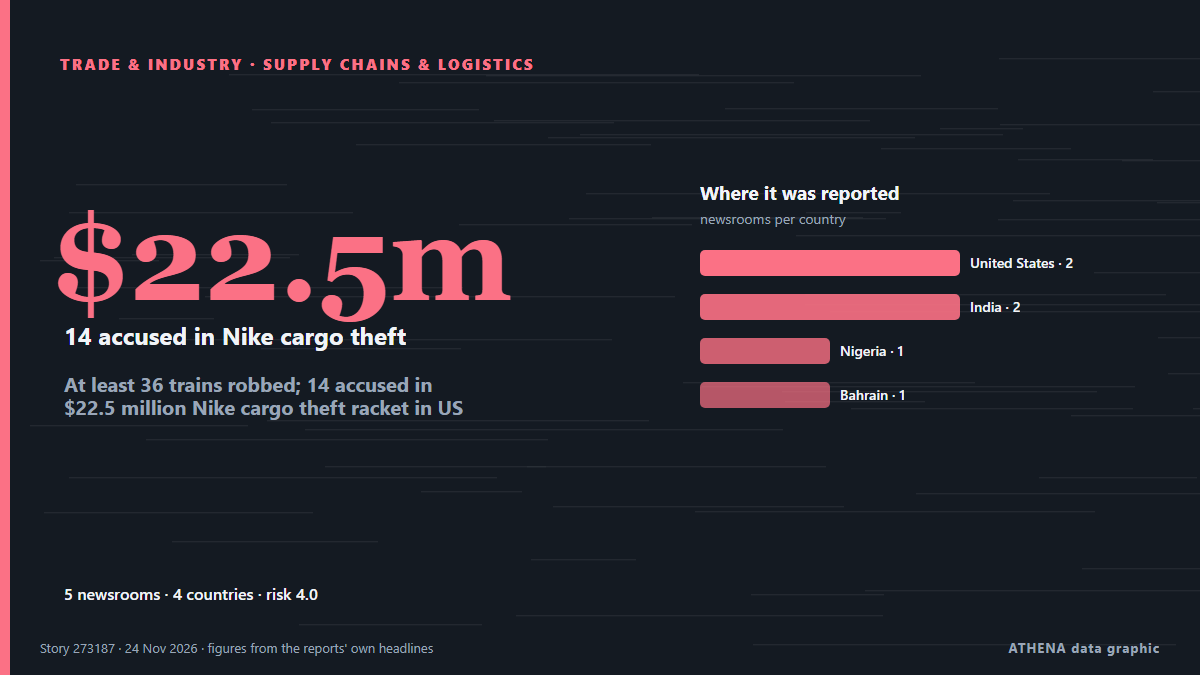 TRADE & INDUSTRY · SUPPLY CHAINS & LOGISTICS
$22.5m
14 accused in Nike cargo theft
At least 36 trains robbed; 14 accused in
$22.5 million Nike cargo theft racket in US
Where it was reported
newsrooms per country
United States · 2
India · 2
Nigeria · 1
Bahrain · 1
5 newsrooms · 4 countries · risk 4.0
Story 273187 · 24 Nov 2026 · figures from the reports' own headlines
ATHENA data graphic